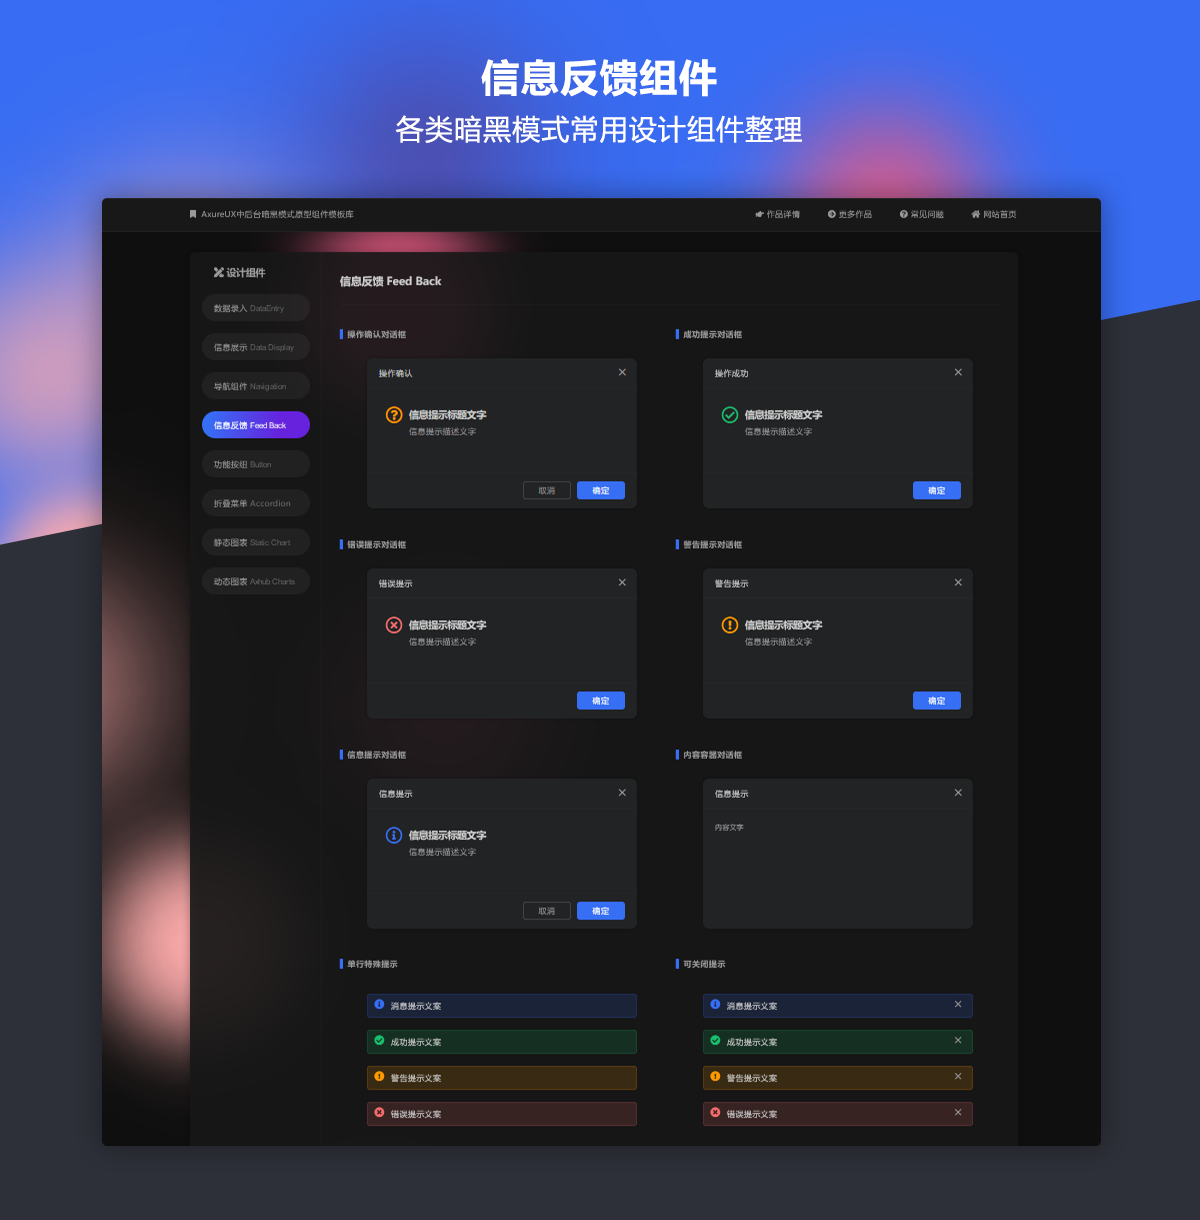 信息反馈组件
各类暗黑模式常用设计组件整理
AxureUX中后台暗黑模式原型组件模板库
作品详情
更多作品
常见问题
网站首页
设计组件
数据录入 DataEntry
信息展示 Data Display
导航组件 Navigation
信息反馈 Feed Back
功能按钮 Button
折叠菜单 Accordion
静态图表 Static Chart
动态图表 Axhub Charts
信息反馈 Feed Back
操作确认对话框
操作确认
信息提示标题文字
信息提示描述文字
取消
确定
成功提示对话框
操作成功
信息提示标题文字
信息提示描述文字
确定
错误提示对话框
错误提示
信息提示标题文字
信息提示描述文字
确定
警告提示对话框
警告提示
信息提示标题文字
信息提示描述文字
确定
信息提示对话框
信息提示
信息提示标题文字
信息提示描述文字
取消
确定
内容容器对话框
信息提示
内容文字
单行特殊提示
消息提示文案
成功提示文案
警告提示文案
错误提示文案
可关闭提示
消息提示文案
成功提示文案
警告提示文案
错误提示文案